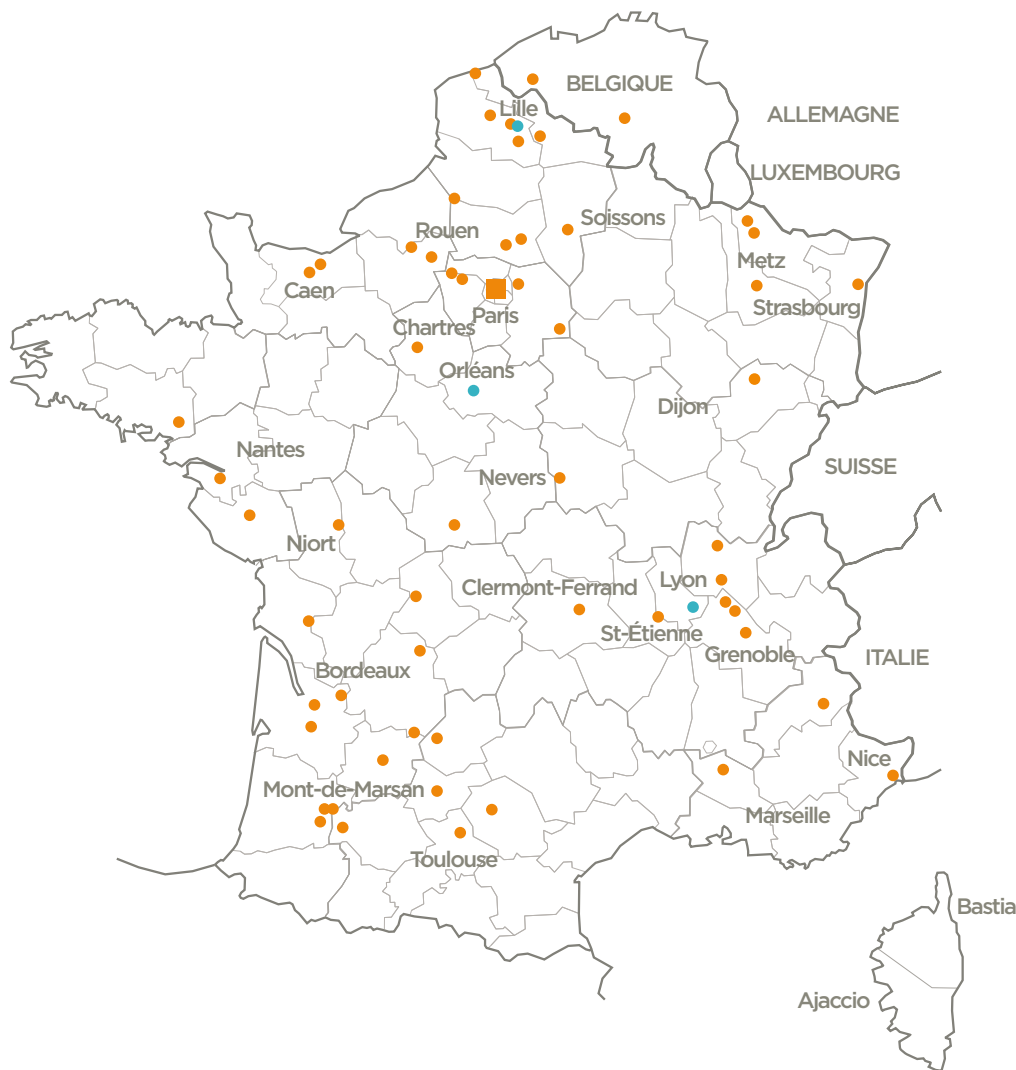 BELGIQUE
Lille
ALLEMAGNE
LUXEMBOURG
Soissons
Rouen
Metz
Caen
Strasbourg
Paris
Chartres
Orléans
Dijon
Nantes
SUISSE
Nevers
Niort
Lyon
Clermont-Ferrand
St-Étienne
Grenoble
ITALIE
Bordeaux
Nice
Mont-de-Marsan
Marseille
Toulouse
Bastia
Ajaccio